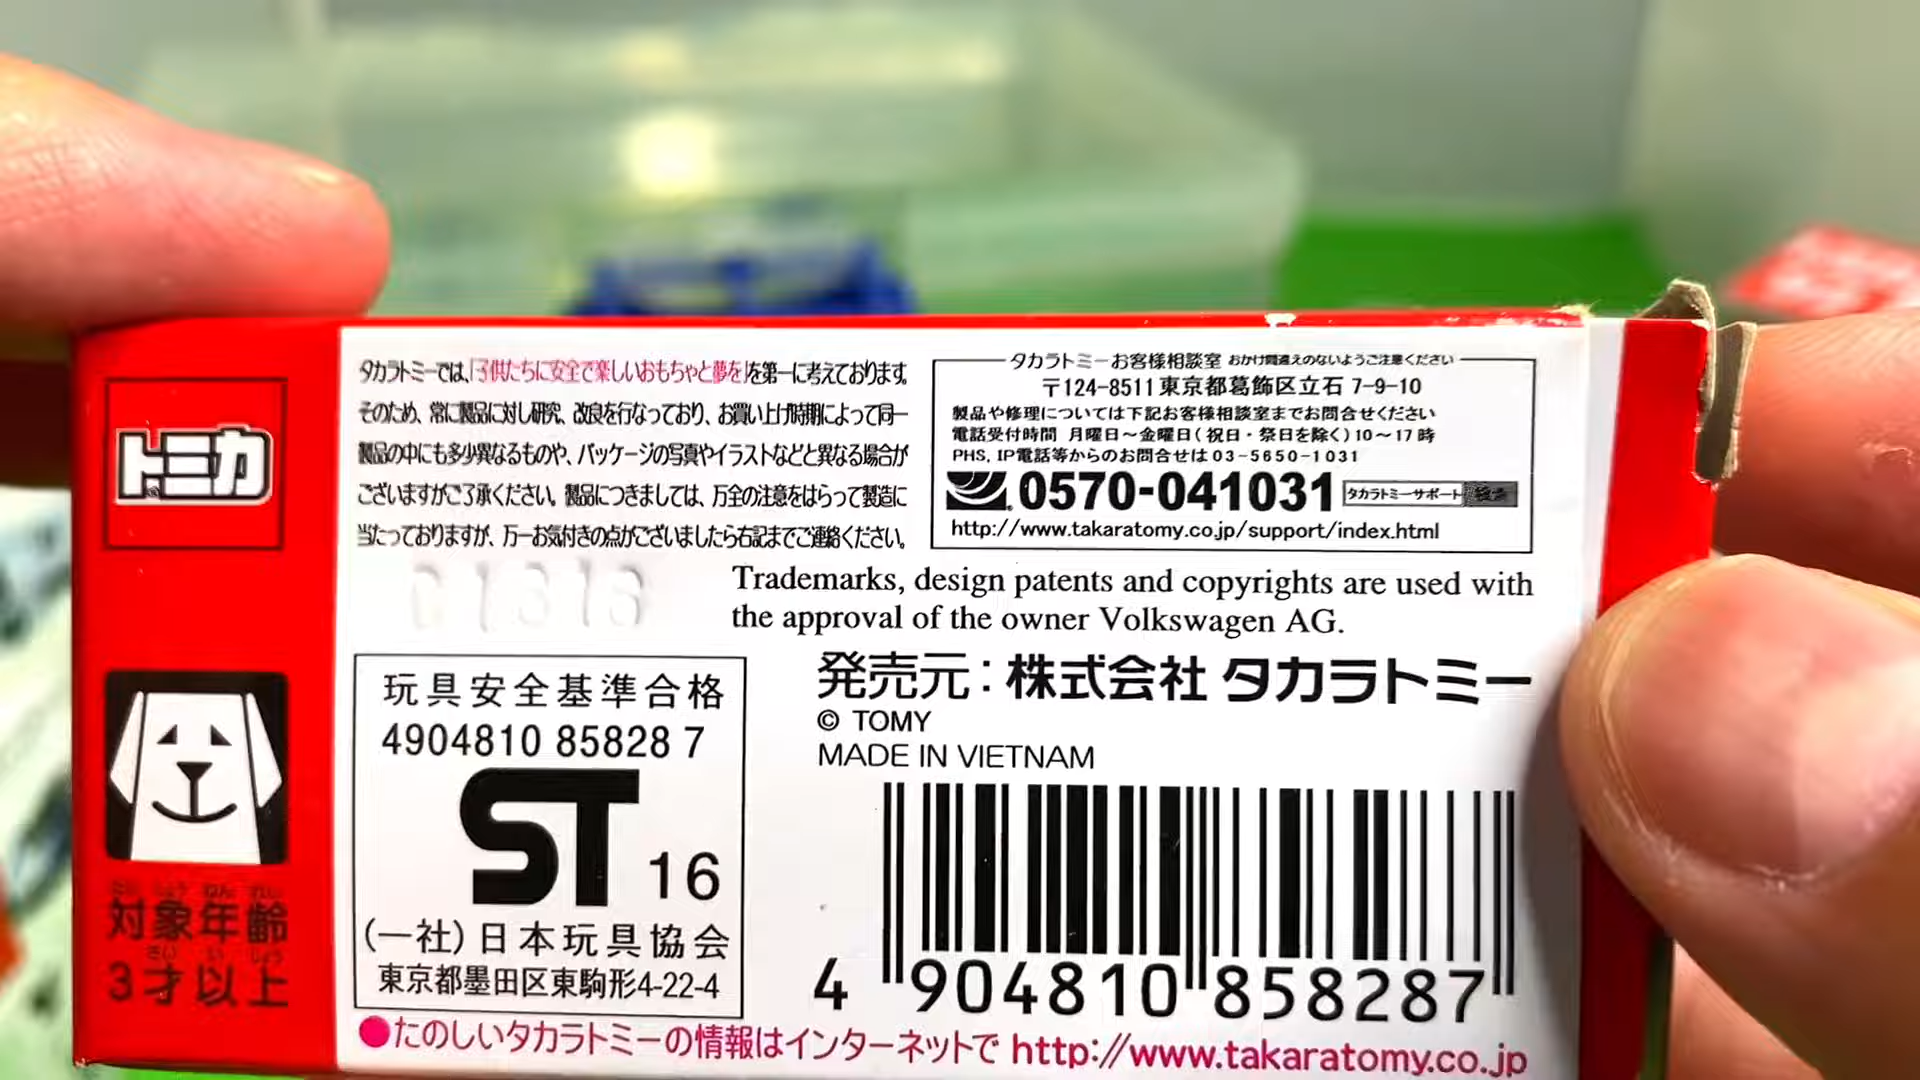 トミカ
対象年齢
たい しょう ねん れい
3才以上
さい い じょう
タカラトミーでは、「子供たちに安全で楽しいおもちゃと夢を」を第一に考えております。
そのため、常に製品に対し研究、改良を行なっており、お買い上げ時期によって同一
製品の中にも多少異なるものや、パッケージの写真やイラストなどと異なる場合が
ございますがご了承ください。製品につきましては、万全の注意をはらって製造に
当たっておりますが、万一お気付きの点がございましたら右記までご連絡ください。
タカラトミーお客様相談室 おかけ間違えのないようご注意ください
〒124-8511 東京都葛飾区立石 7-9-10
製品や修理については下記お客様相談室までお問合せください
電話受付時間 月曜日～金曜日(祝日・祭日を除く)10～17時
PHS, IP電話等からのお問合せは 03-5650-1031
0570-041031 タカラトミーサポート 検索
http://www.takaratomy.co.jp/support/index.html
Trademarks, design patents and copyrights are used with
the approval of the owner Volkswagen AG.
玩具安全基準合格
4904810 85828 7
ST 16
(一社)日本玩具協会
東京都墨田区東駒形4-22-4
発売元：株式会社 タカラトミー
© TOMY
MADE IN VIETNAM
4 904810 858287
●たのしいタカラトミーの情報はインターネットで http://www.takaratomy.co.jp